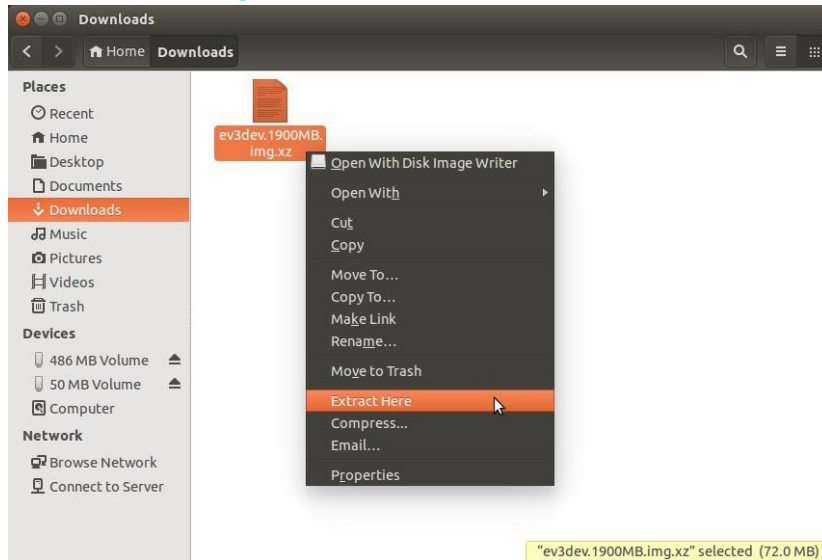 Downloads
Home Downloads
Places
Recent
Home
Desktop
Documents
Downloads
Music
Pictures
Videos
Trash
Devices
486 MB Volume
50 MB Volume
Computer
Network
Browse Network
Connect to Server
ev3dev.1900MB.
img.xz
Open With Disk Image Writer
Open With
Cut
Copy
Move To...
Copy To...
Make Link
Rename...
Move to Trash
Extract Here
Compress...
Email...
Properties
"ev3dev.1900MB.img.xz" selected (72.0 MB)